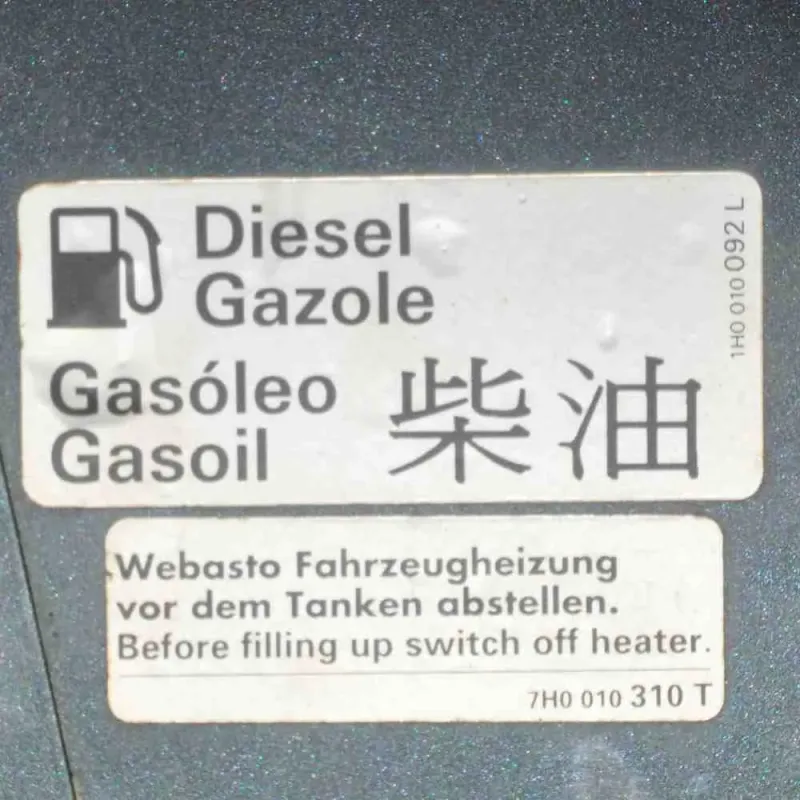 Diesel
Gazole
Gasóleo
Gasoil
柴油
1H0 010 092 L
Webasto Fahrzeugheizung
vor dem Tanken abstellen.
Before filling up switch off heater.
7H0 010 310 T